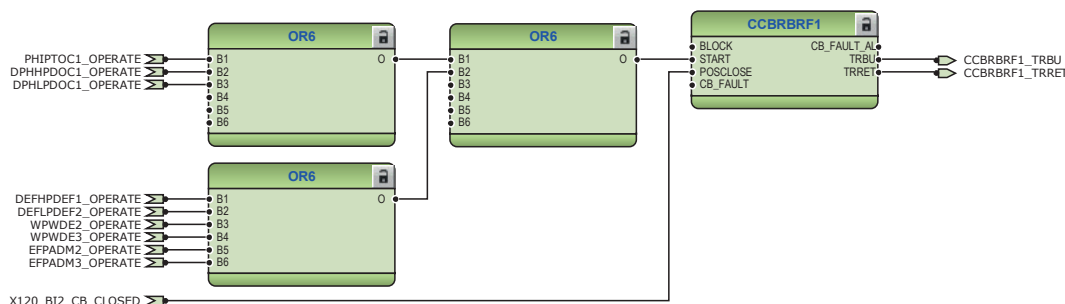 OR6
OR6
CCBRBRF1
PHIPTOC1_OPERATE
DPHHPDOC1_OPERATE
DPHLPDOC1_OPERATE
B1
B2
B3
B4
B5
B6
O
B1
B2
B3
B4
B5
B6
O
BLOCK
START
POSCLOSE
CB_FAULT
CB_FAULT_AL
TRBU
TRRET
CCBRBRF1_TRBU
CCBRBRF1_TRRET
OR6
DEFHPDEF1_OPERATE
DEFLPDEF2_OPERATE
WPWDE2_OPERATE
WPWDE3_OPERATE
EFPADM2_OPERATE
EFPADM3_OPERATE
B1
B2
B3
B4
B5
B6
O
X120_BI2_CB_CLOSED